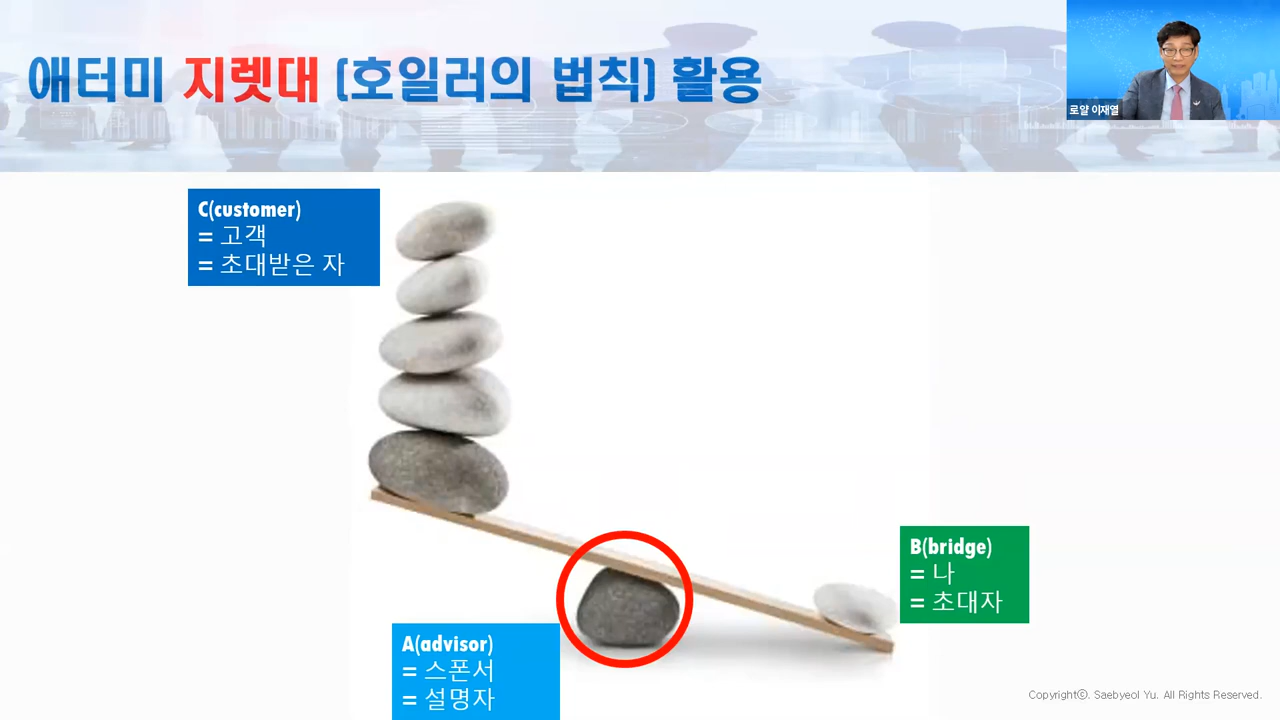 애터미 지렛대 (호일러의 법칙) 활용
로얄 이재열
C(customer)
= 고객
= 초대받은 자
B(bridge)
= 나
= 초대자
A(advisor)
= 스폰서
= 설명자
Copyrightⓒ. Saebyeol Yu. All Rights Reserved.